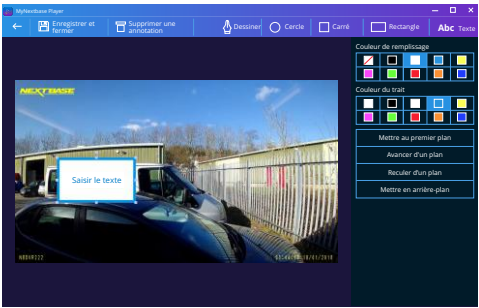 MyNextbase Player
Enregistrer et
fermer
Supprimer une
annotation
Dessiner
Cercle
Carré
Rectangle
Abc Texte
Couleur de remplissage
Couleur du trait
Mettre au premier plan
Avancer d'un plan
Reculer d'un plan
Mettre en arrière-plan
NEXTBASE
Saisir le texte
NBDVR222